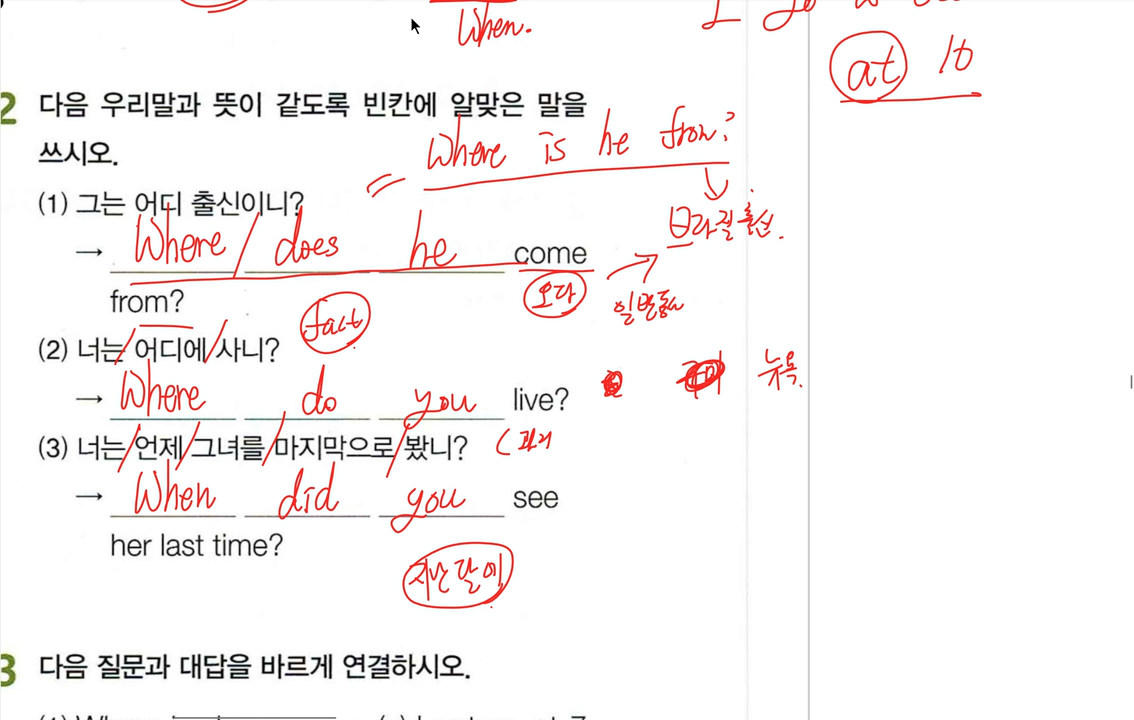 When.
at 10
2 다음 우리말과 뜻이 같도록 빈칸에 알맞은 말을
쓰시오.
= Where is he from?
(1) 그는 어디 출신이니?
브라질 출신.
→ Where / does he come
from?
오다
일반동사
fact
(2) 너는/어디에/사니?
→ Where do you live?
뉴욕.
(3) 너는/언제/그녀를/마지막으로/봤니? (과거
→ When did you see
her last time?
지난달에
3 다음 질문과 대답을 바르게 연결하시오.